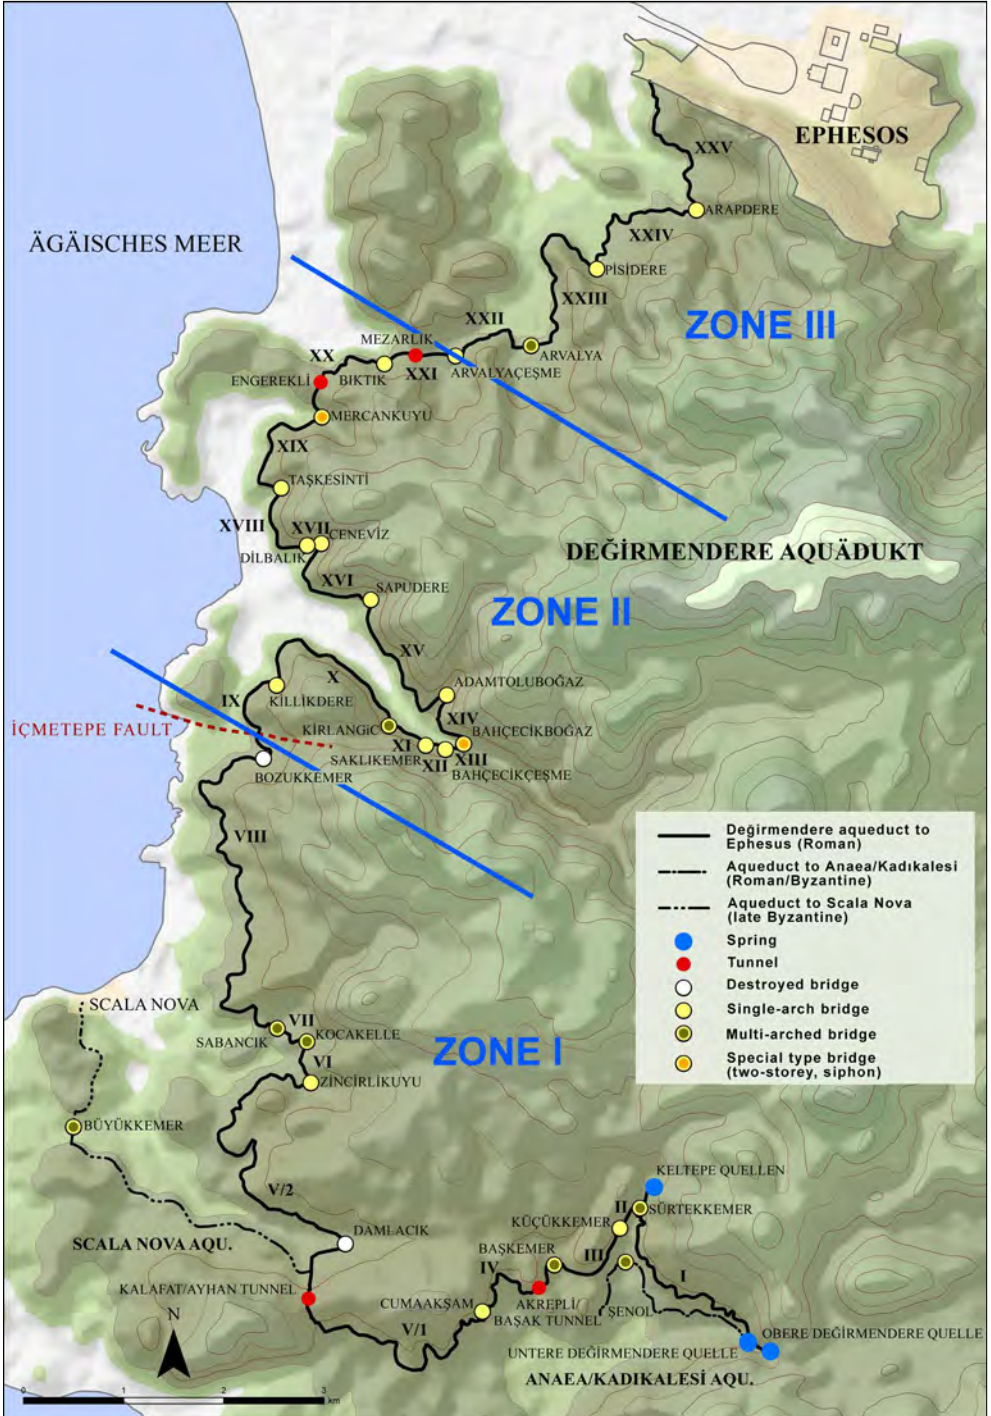 EPHESOS
XXV
ARAPDERE
XXIV
ÄGÄISCHES MEER
PİSİDERE
XXIII
ZONE III
XXII
MEZARLIK
ARVALYA
XX
XXI
ARVALYAÇEŞME
ENGEREKLİ
BIKTIK
MERCANKUYU
XIX
TAŞKESİNTİ
XVIII
XVII
CENEVİZ
DİLBALIK
DEĞİRMENDERE AQUÄDUKT
XVI
SAPUDERE
ZONE II
XV
X
ADAMTOLUBOĞAZ
IX
KİLLİKDERE
XIV
İÇMETEPE FAULT
KİRLANGiC
BAHÇECİKBOĞAZ
XI
SAKLIKEMER
XII
XIII
BOZUKKEMER
BAHÇECİKÇEŞME
VIII
Değirmendere aqueduct to
Ephesus (Roman)
Aqueduct to Anaea/Kadıkalesi
(Roman/Byzantine)
Aqueduct to Scala Nova
(late Byzantine)
Spring
Tunnel
Destroyed bridge
Single-arch bridge
Multi-arched bridge
Special type bridge
(two-storey, siphon)
SCALA NOVA
VII
SABANCIK
KOCAKELLE
ZONE I
VI
ZİNCİRLİKUYU
BÜYÜKKEMER
KELTEPE QUELLEN
V/2
II
SÜRTEKKEMER
KÜÇÜKKEMER
DAMLACIK
SCALA NOVA AQU.
BAŞKEMER
III
IV
I
KALAFAT/AYHAN TUNNEL
CUMAAKŞAM
AKREPLİ/
BAŞAK TUNNEL
ŞENOL
N
V/1
OBERE DEĞİRMENDERE QUELLE
UNTERE DEĞİRMENDERE QUELLE
ANAEA/KADIKALESİ AQU.
0 1 2 3
km